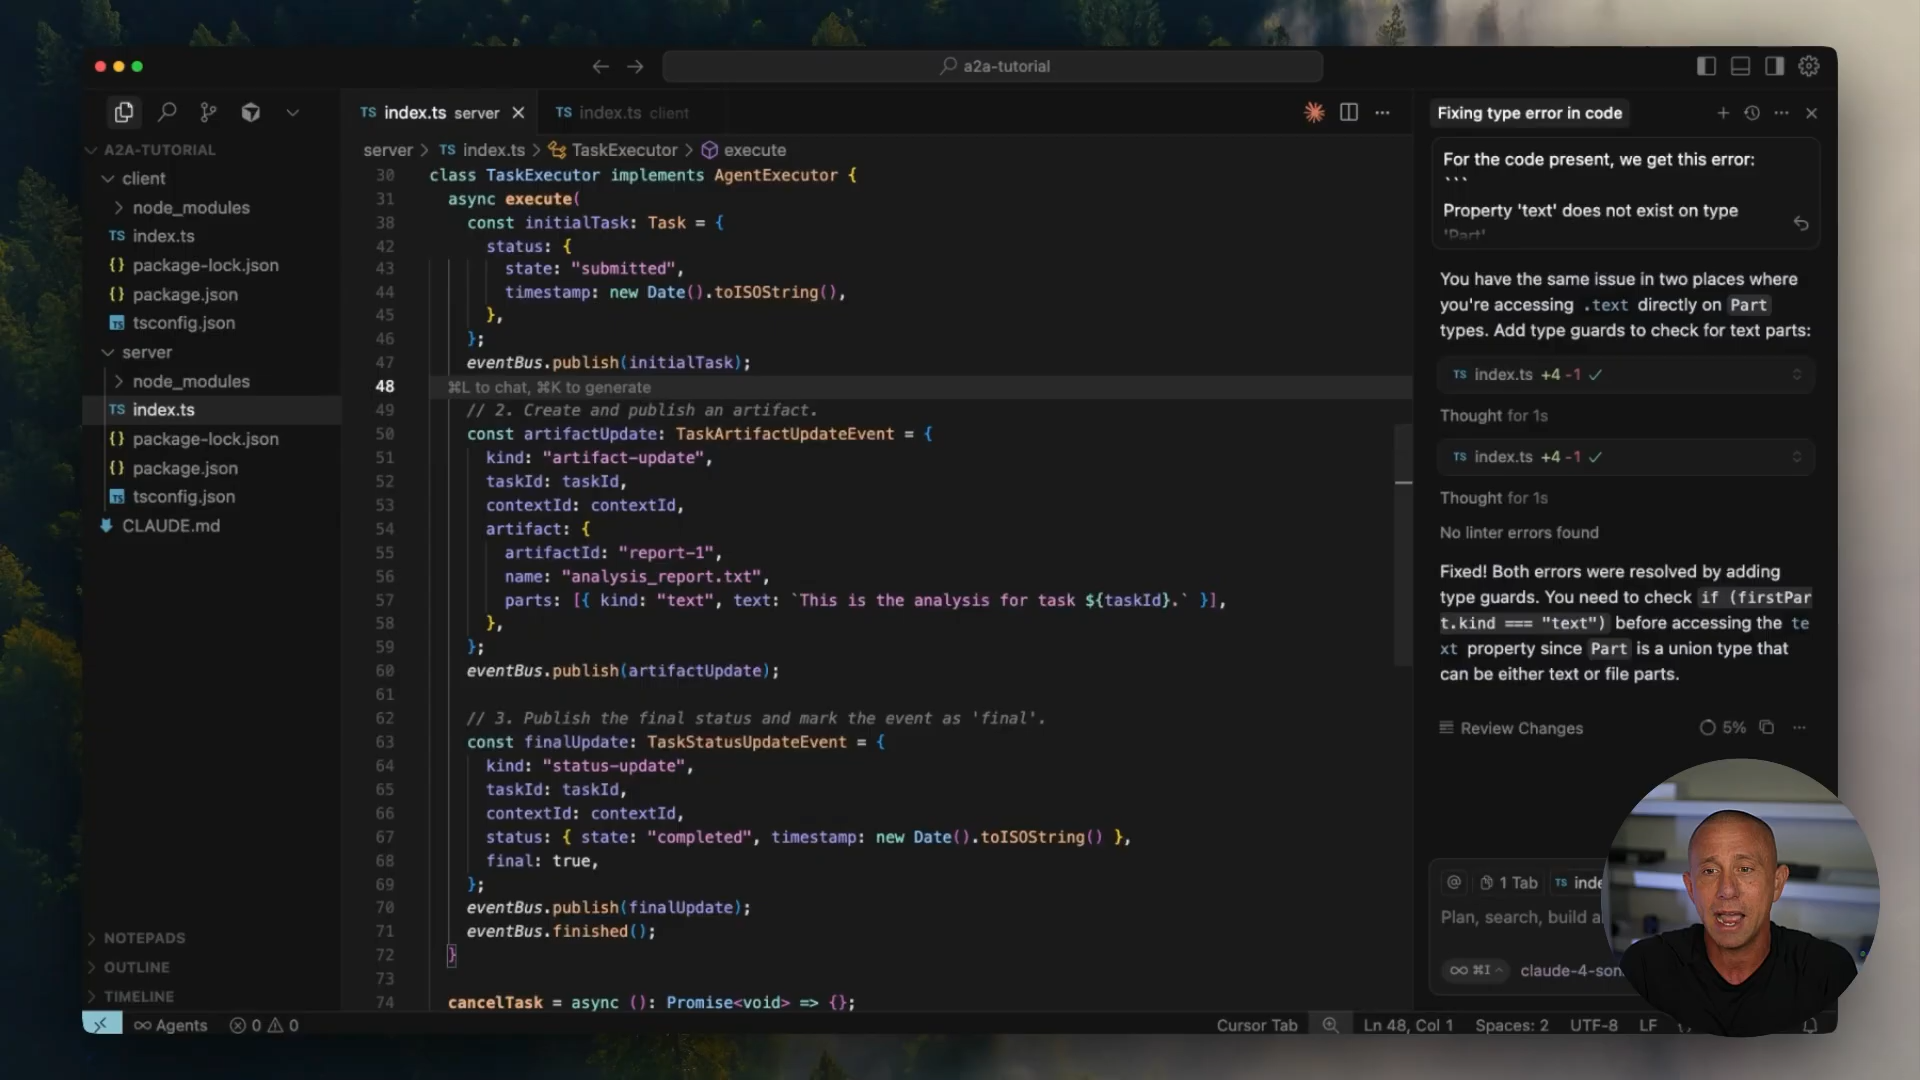 a2a-tutorial
A2A-TUTORIAL
client
node_modules
TS index.ts
{} package-lock.json
{} package.json
TS tsconfig.json
server
node_modules
TS index.ts
{} package-lock.json
{} package.json
TS tsconfig.json
CLAUDE.md
NOTEPADS
OUTLINE
TIMELINE
TS index.ts server
TS index.ts client
server > TS index.ts > TaskExecutor > execute
30 class TaskExecutor implements AgentExecutor {
31 async execute(
38 const initialTask: Task = {
42 status: {
43 state: "submitted",
44 timestamp: new Date().toISOString(),
45 },
46 };
47 eventBus.publish(initialTask);
48 ⌘L to chat, ⌘K to generate
49 // 2. Create and publish an artifact.
50 const artifactUpdate: TaskArtifactUpdateEvent = {
51 kind: "artifact-update",
52 taskId: taskId,
53 contextId: contextId,
54 artifact: {
55 artifactId: "report-1",
56 name: "analysis_report.txt",
57 parts: [{ kind: "text", text: `This is the analysis for task ${taskId}.` }],
58 },
59 };
60 eventBus.publish(artifactUpdate);
61
62 // 3. Publish the final status and mark the event as 'final'.
63 const finalUpdate: TaskStatusUpdateEvent = {
64 kind: "status-update",
65 taskId: taskId,
66 contextId: contextId,
67 status: { state: "completed", timestamp: new Date().toISOString() },
68 final: true,
69 };
70 eventBus.publish(finalUpdate);
71 eventBus.finished();
72 }
73
74 cancelTask = async (): Promise<void> => {};
Fixing type error in code
For the code present, we get this error:
```
Property 'text' does not exist on type
'Part'
You have the same issue in two places where
you're accessing .text directly on Part
types. Add type guards to check for text parts:
TS index.ts +4 -1 ✓
Thought for 1s
TS index.ts +4 -1 ✓
Thought for 1s
No linter errors found
Fixed! Both errors were resolved by adding
type guards. You need to check if (firstPar
t.kind === "text") before accessing the te
xt property since Part is a union type that
can be either text or file parts.
Review Changes 5%
@ 1 Tab TS inde
Plan, search, build a
∞ ⌘I claude-4-son
∞ Agents 0 0
Cursor Tab Ln 48, Col 1 Spaces: 2 UTF-8 LF {